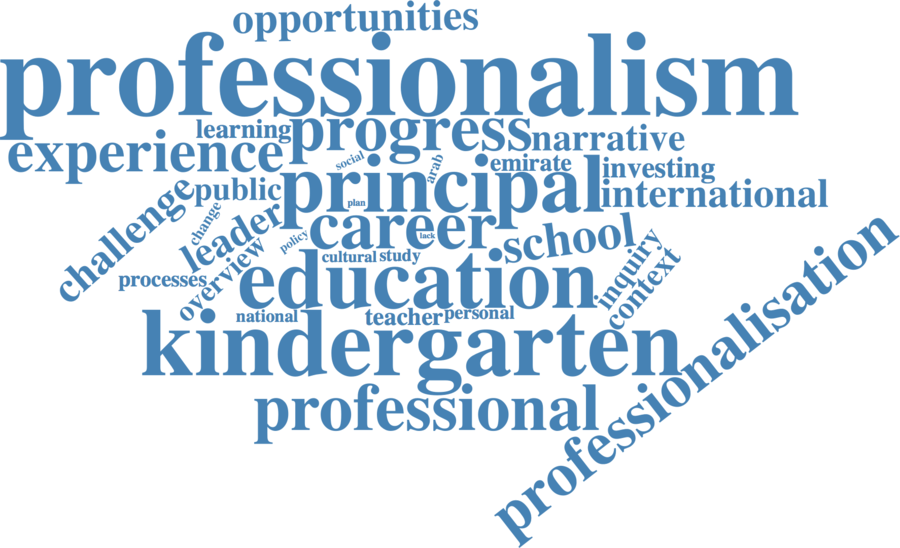 opportunities
professionalism
learning progress narrative
experience
social arab emirate investing
public principal international
challenge change leader plan
career lack school
policy overview
cultural study
processes education inquiry
context
national teacher personal
kindergarten
professional
professionalisation